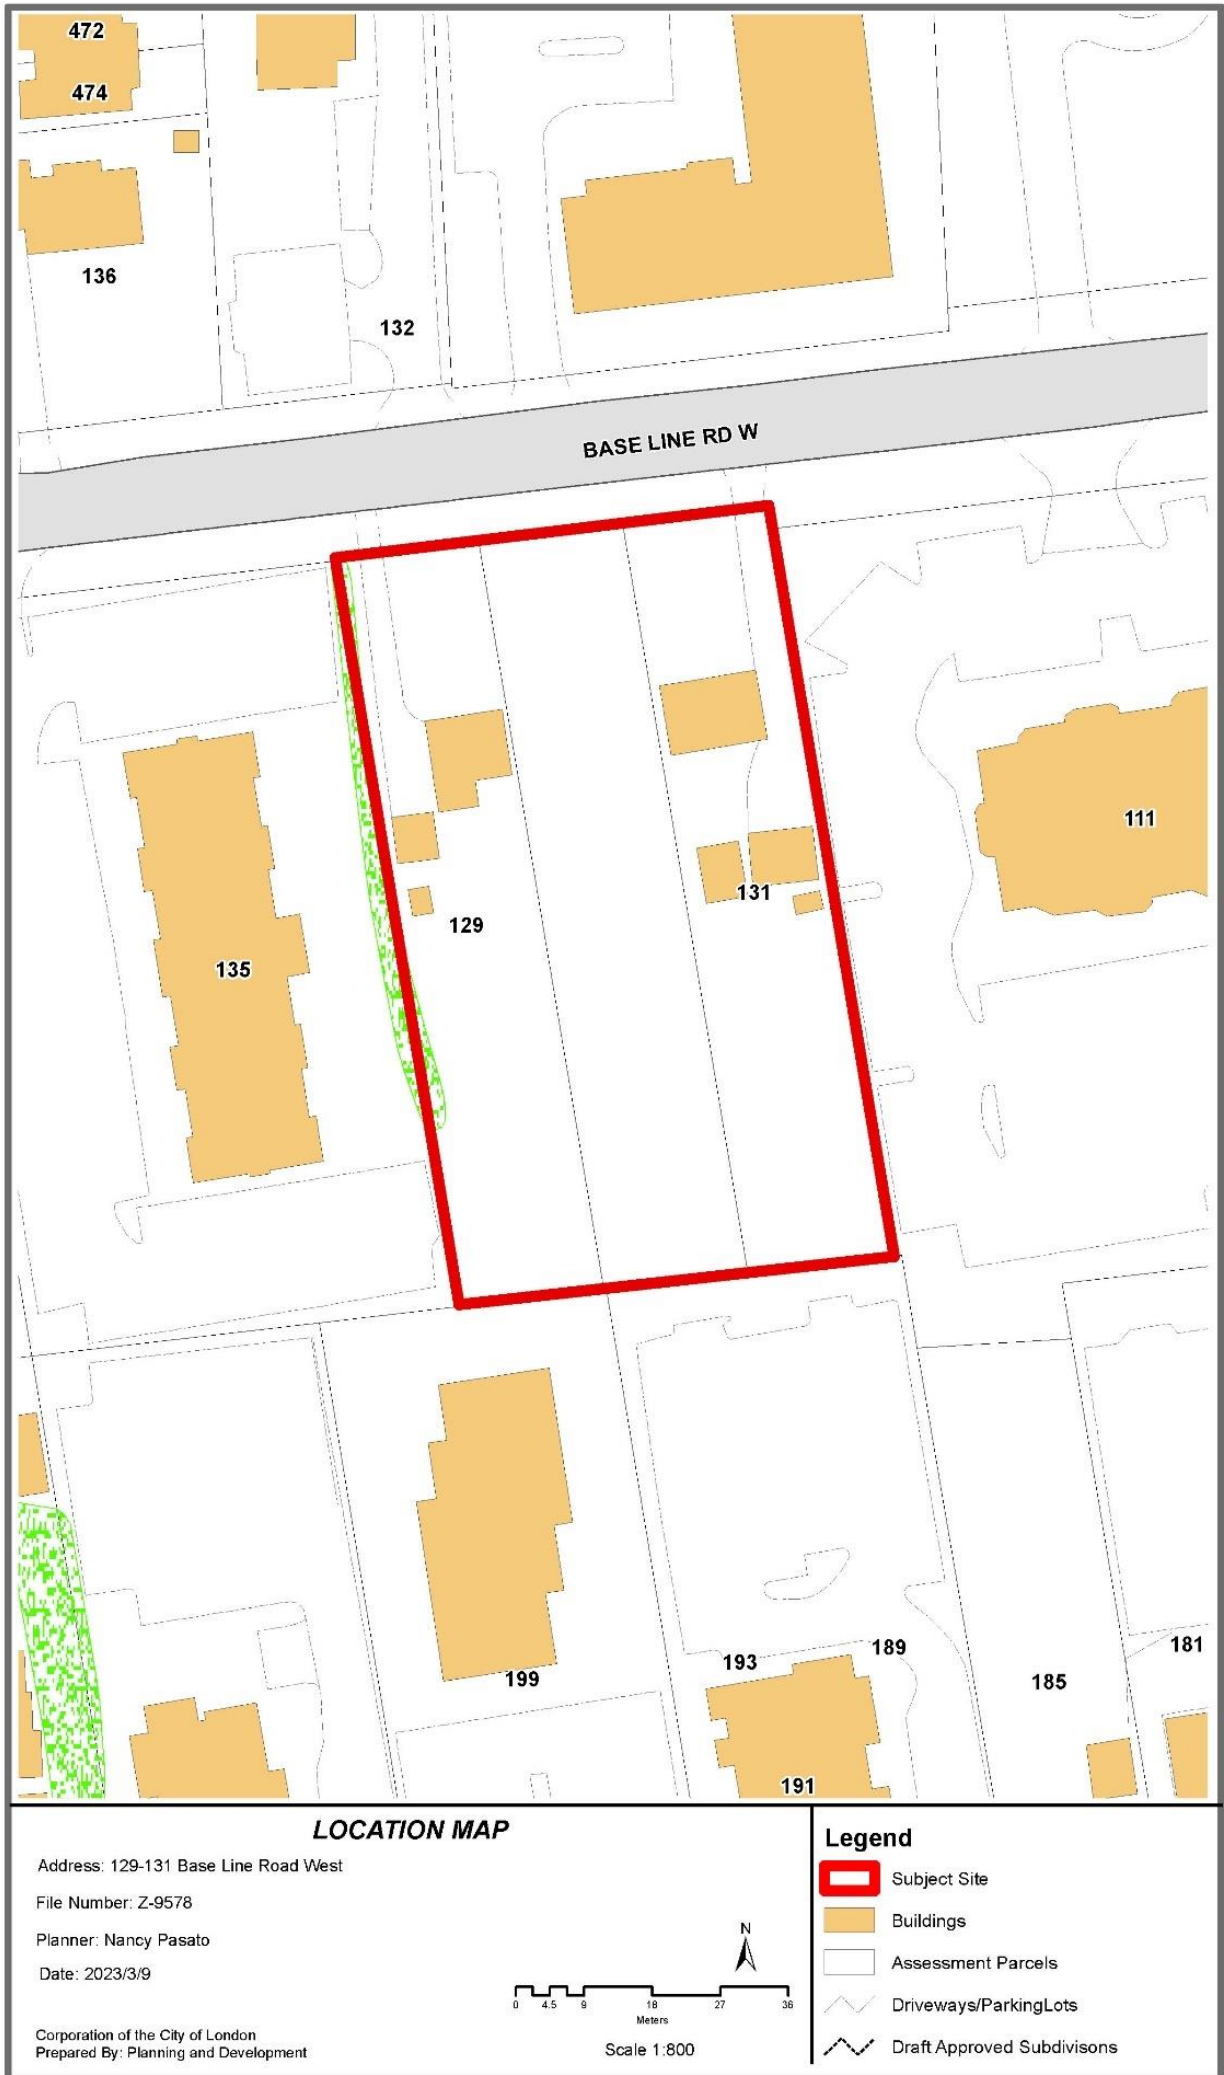 472
474
136
132
BASE LINE RD W
111
131
129
135
199
193
189
185
181
191
LOCATION MAP
Address: 129-131 Base Line Road West
File Number: Z-9578
Planner: Nancy Pasato
Date: 2023/3/9
Corporation of the City of London
Prepared By: Planning and Development
N
0 4.5 9 18 27 36
Meters
Scale 1:800
Legend
Subject Site
Buildings
Assessment Parcels
Driveways/ParkingLots
Draft Approved Subdivisons